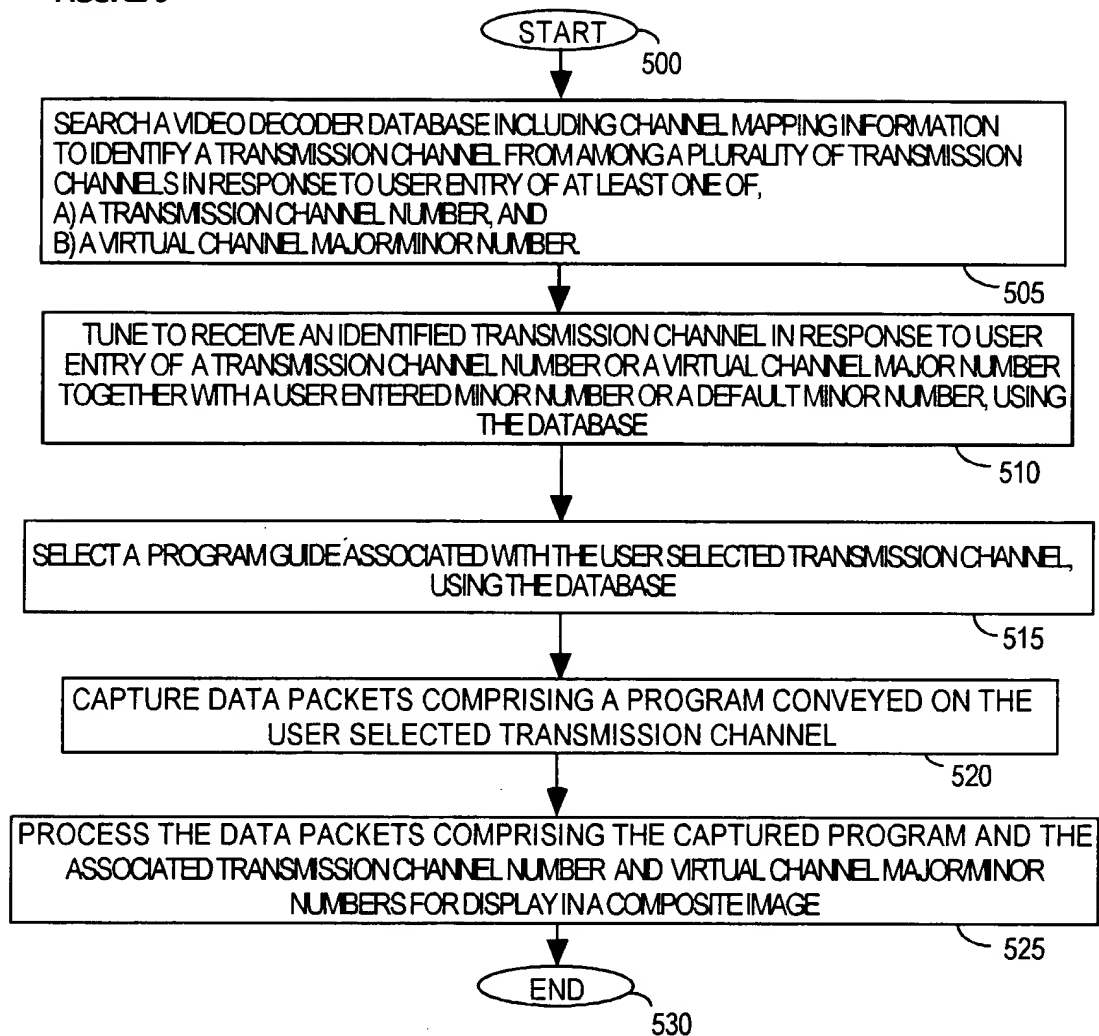 START
500
SEARCH A VIDEO DECODER DATABASE INCLUDING CHANNEL MAPPING INFORMATION
TO IDENTIFY A TRANSMISSION CHANNEL FROM AMONG A PLURALITY OF TRANSMISSION
CHANNELS IN RESPONSE TO USER ENTRY OF AT LEAST ONE OF,
A) A TRANSMISSION CHANNEL NUMBER, AND
B) A VIRTUAL CHANNEL MAJOR/MINOR NUMBER.
505
TUNE TO RECEIVE AN IDENTIFIED TRANSMISSION CHANNEL IN RESPONSE TO USER
ENTRY OF A TRANSMISSION CHANNEL NUMBER OR A VIRTUAL CHANNEL MAJOR NUMBER
TOGETHER WITH A USER ENTERED MINOR NUMBER OR A DEFAULT MINOR NUMBER, USING
THE DATABASE
510
SELECT A PROGRAM GUIDE ASSOCIATED WITH THE USER SELECTED TRANSMISSION CHANNEL,
USING THE DATABASE
515
CAPTURE DATA PACKETS COMPRISING A PROGRAM CONVEYED ON THE
USER SELECTED TRANSMISSION CHANNEL
520
PROCESS THE DATA PACKETS COMPRISING THE CAPTURED PROGRAM AND THE
ASSOCIATED TRANSMISSION CHANNEL NUMBER AND VIRTUAL CHANNEL MAJOR/MINOR
NUMBERS FOR DISPLAY IN A COMPOSITE IMAGE
525
END
530